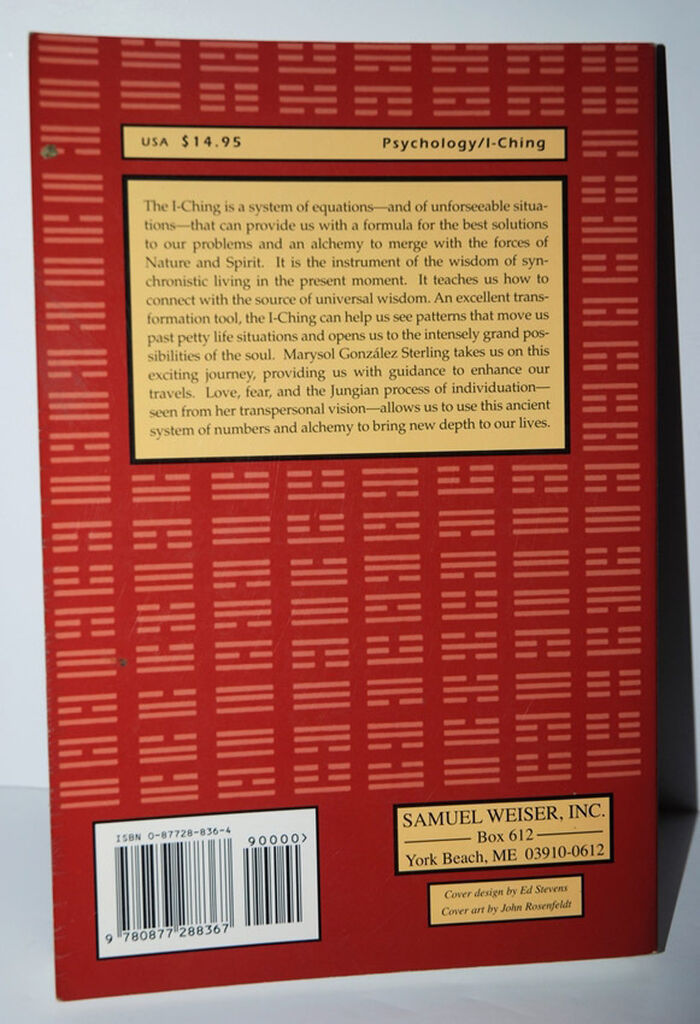 USA $14.95 Psychology/I-Ching
The I-Ching is a system of equations—and of unforseeable situa-
tions—that can provide us with a formula for the best solutions
to our problems and an alchemy to merge with the forces of
Nature and Spirit. It is the instrument of the wisdom of syn-
chronistic living in the present moment. It teaches us how to
connect with the source of universal wisdom. An excellent trans-
formation tool, the I-Ching can help us see patterns that move us
past petty life situations and opens us to the intensely grand pos-
sibilities of the soul. Marysol González Sterling takes us on this
exciting journey, providing us with guidance to enhance our
travels. Love, fear, and the Jungian process of individuation—
seen from her transpersonal vision—allows us to use this ancient
system of numbers and alchemy to bring new depth to our lives.
ISBN 0-87728-836-4
90000>
9 780877 288367
SAMUEL WEISER, INC.
Box 612
York Beach, ME 03910-0612
Cover design by Ed Stevens
Cover art by John Rosenfeldt